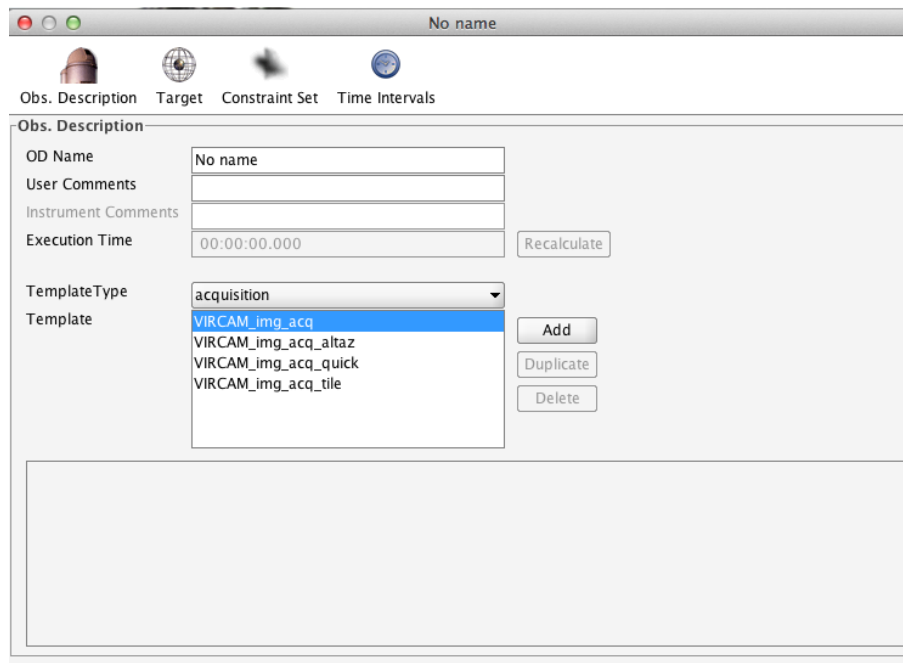 No name
Obs. Description Target Constraint Set Time Intervals
Obs. Description
OD Name No name
User Comments
Instrument Comments
Execution Time 00:00:00.000 Recalculate
TemplateType acquisition
Template VIRCAM_img_acq
VIRCAM_img_acq_altaz
VIRCAM_img_acq_quick
VIRCAM_img_acq_tile
Add
Duplicate
Delete